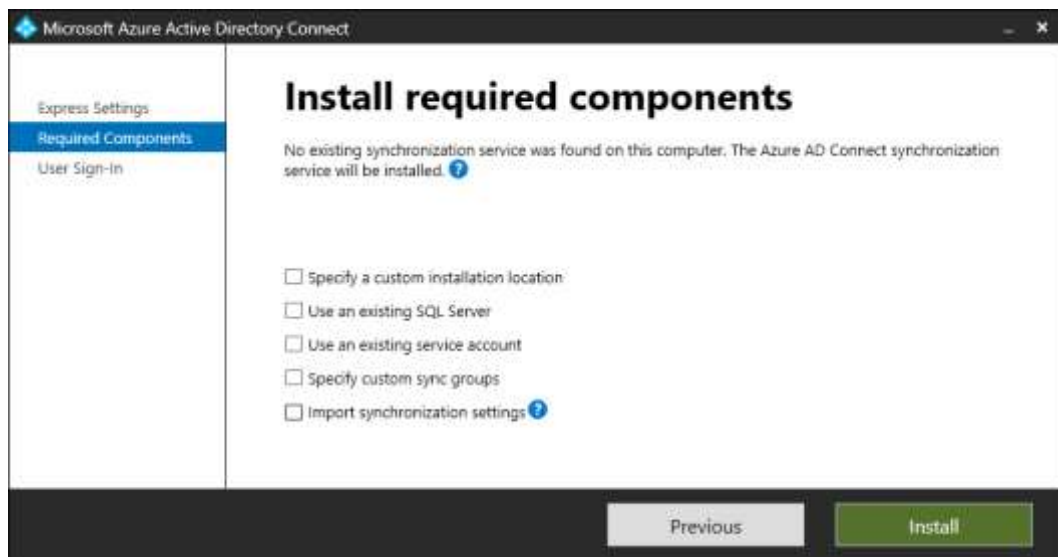 Microsoft Azure Active Directory Connect
Express Settings
Required Components
User Sign-In
Install required components
No existing synchronization service was found on this computer. The Azure AD Connect synchronization
service will be installed. ?
Specify a custom installation location
Use an existing SQL Server
Use an existing service account
Specify custom sync groups
Import synchronization settings ?
Previous
Install